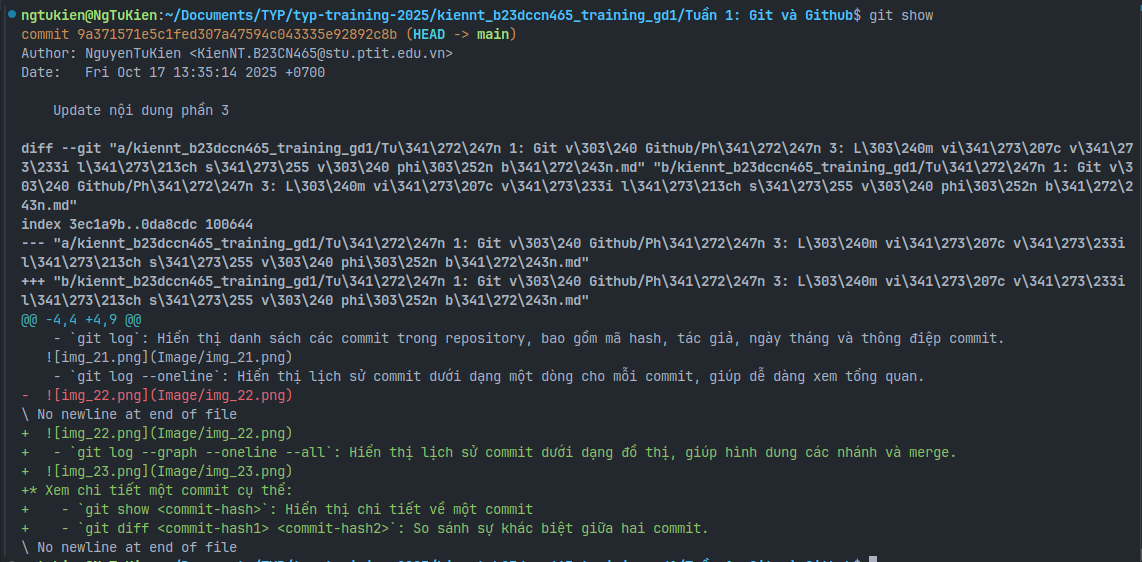 ngtukien@NgTuKien:~/Documents/TYP/typ-training-2025/kiennt_b23dccn465_training_gd1/Tuần 1: Git và Github$ git show
commit 9a371571e5c1fed307a47594c043335e92892c8b (HEAD -> main)
Author: NguyenTuKien <KienNT.B23CN465@stu.ptit.edu.vn>
Date:   Fri Oct 17 13:35:14 2025 +0700
    Update nội dung phần 3
diff --git "a/kiennt_b23dccn465_training_gd1/Tu\341\272\247n 1: Git v\303\240 Github/Ph\341\272\247n 3: L\303\240m vi\341\273\207c v\341\27
3\233i l\341\273\213ch s\341\273\255 v\303\240 phi\303\252n b\341\272\243n.md" "b/kiennt_b23dccn465_training_gd1/Tu\341\272\247n 1: Git v\3
03\240 Github/Ph\341\272\247n 3: L\303\240m vi\341\273\207c v\341\273\233i l\341\273\213ch s\341\273\255 v\303\240 phi\303\252n b\341\272\2
43n.md"
index 3ec1a9b..0da8cdc 100644
--- "a/kiennt_b23dccn465_training_gd1/Tu\341\272\247n 1: Git v\303\240 Github/Ph\341\272\247n 3: L\303\240m vi\341\273\207c v\341\273\233i
l\341\273\213ch s\341\273\255 v\303\240 phi\303\252n b\341\272\243n.md"
+++ "b/kiennt_b23dccn465_training_gd1/Tu\341\272\247n 1: Git v\303\240 Github/Ph\341\272\247n 3: L\303\240m vi\341\273\207c v\341\273\233i
l\341\273\213ch s\341\273\255 v\303\240 phi\303\252n b\341\272\243n.md"
@@ -4,4 +4,9 @@
    - `git log`: Hiển thị danh sách các commit trong repository, bao gồm mã hash, tác giả, ngày tháng và thông điệp commit.
   ![img_21.png](Image/img_21.png)
    - `git log --oneline`: Hiển thị lịch sử commit dưới dạng một dòng cho mỗi commit, giúp dễ dàng xem tổng quan.
-  ![img_22.png](Image/img_22.png)
\ No newline at end of file
+  ![img_22.png](Image/img_22.png)
+   - `git log --graph --oneline --all`: Hiển thị lịch sử commit dưới dạng đồ thị, giúp hình dung các nhánh và merge.
+  ![img_23.png](Image/img_23.png)
+* Xem chi tiết một commit cụ thể:
+    - `git show <commit-hash>`: Hiển thị chi tiết về một commit
+    - `git diff <commit-hash1> <commit-hash2>`: So sánh sự khác biệt giữa hai commit.
\ No newline at end of file